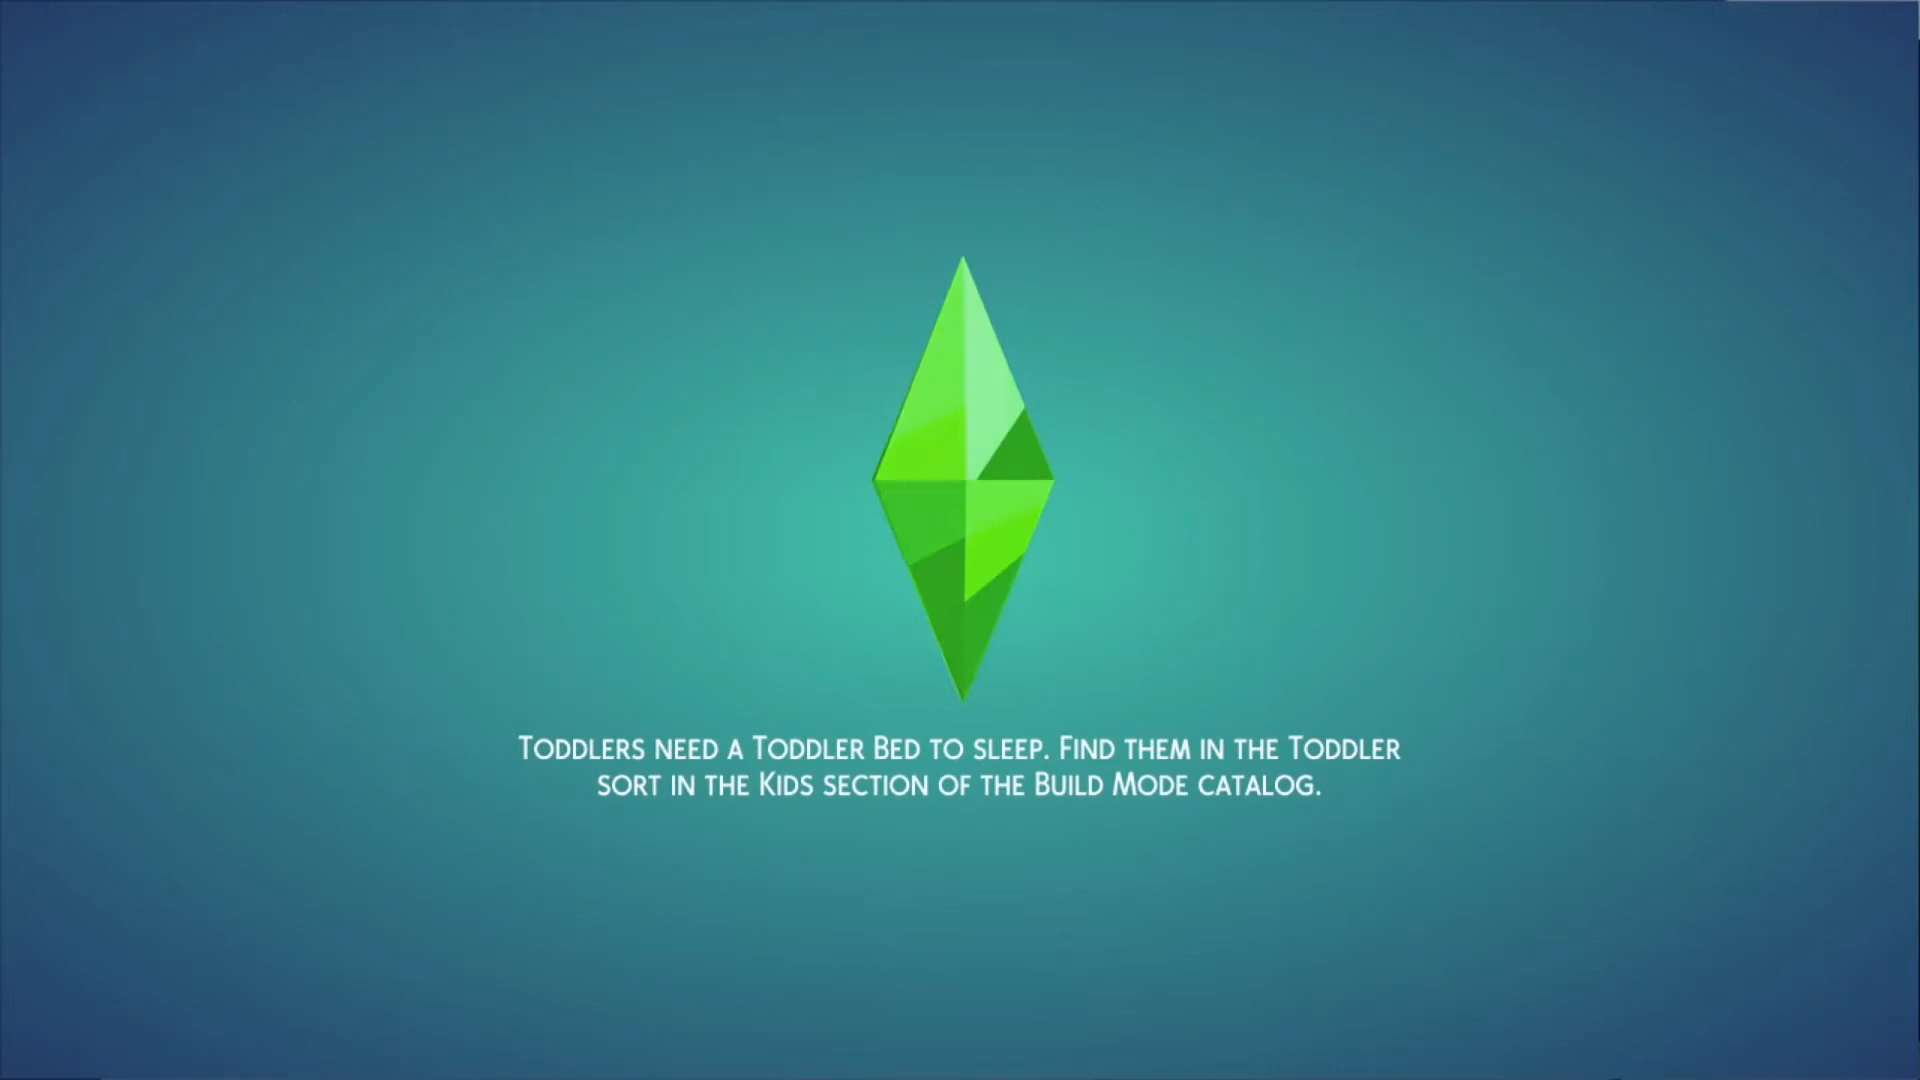 Toddlers need a Toddler Bed to sleep. Find them in the Toddler
sort in the Kids section of the Build Mode catalog.